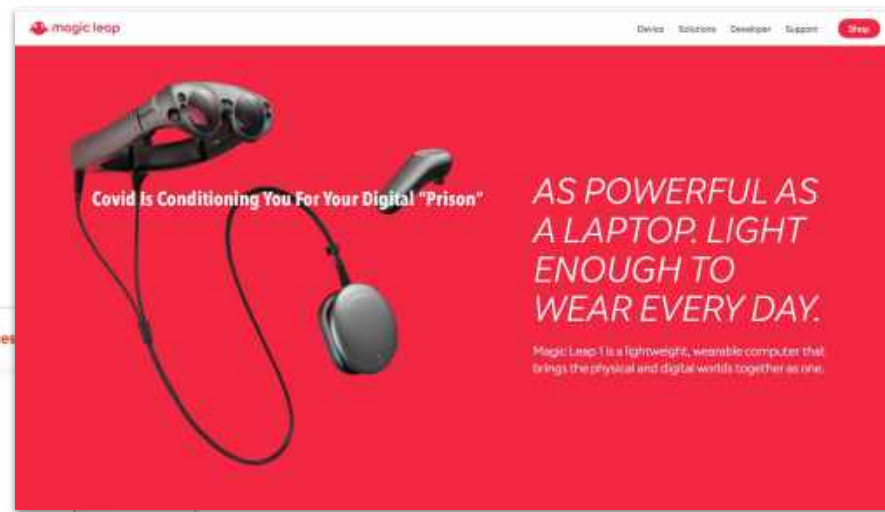 magic leap
Device Solutions Developer Support Shop
Covid Is Conditioning You For Your Digital "Prison"
AS POWERFUL AS
A LAPTOP. LIGHT
ENOUGH TO
WEAR EVERY DAY.
Magic Leap 1 is a lightweight, wearable computer that
brings the physical and digital worlds together as one.
es